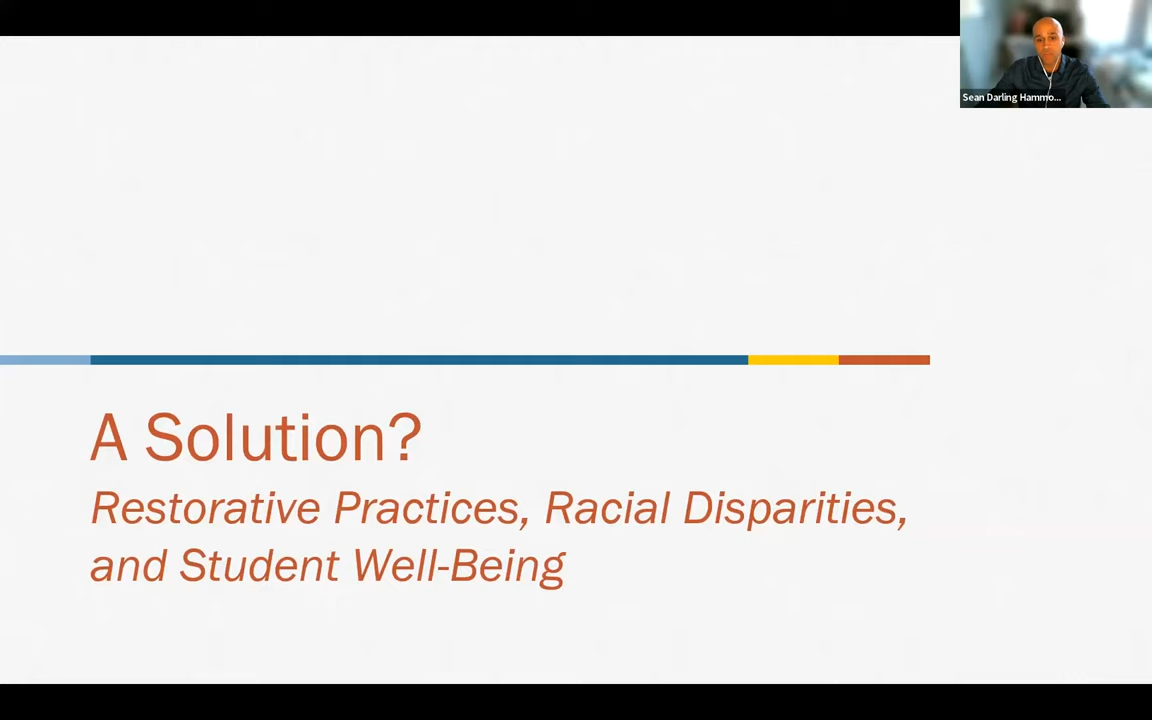 Sean Darling Hammo...
A Solution?
Restorative Practices, Racial Disparities,
and Student Well-Being